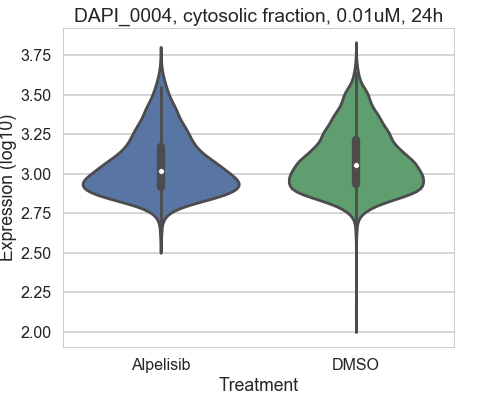 DAPI_0004, cytosolic fraction, 0.01uM, 24h
Expression (log10)
3.75
3.50
3.25
3.00
2.75
2.50
2.25
2.00
Alpelisib DMSO
Treatment